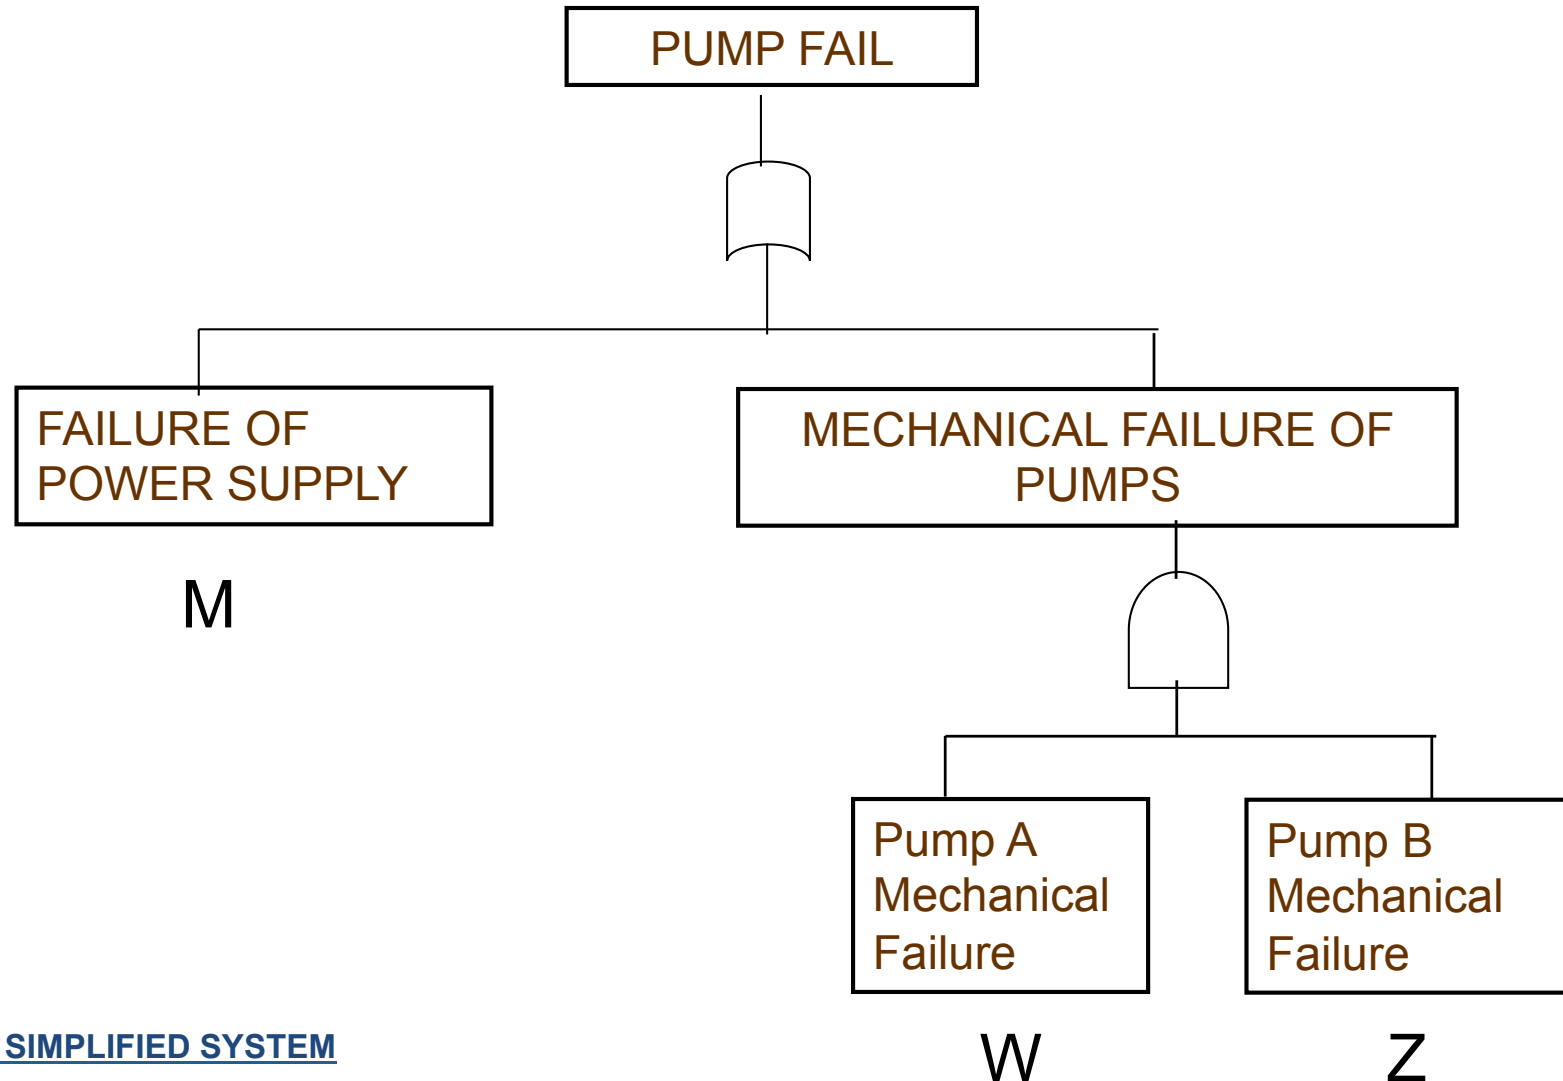 PUMP FAIL
FAILURE OF
POWER SUPPLY
MECHANICAL FAILURE OF
PUMPS
M
Pump A
Mechanical
Failure
Pump B
Mechanical
Failure
W
Z
SIMPLIFIED SYSTEM